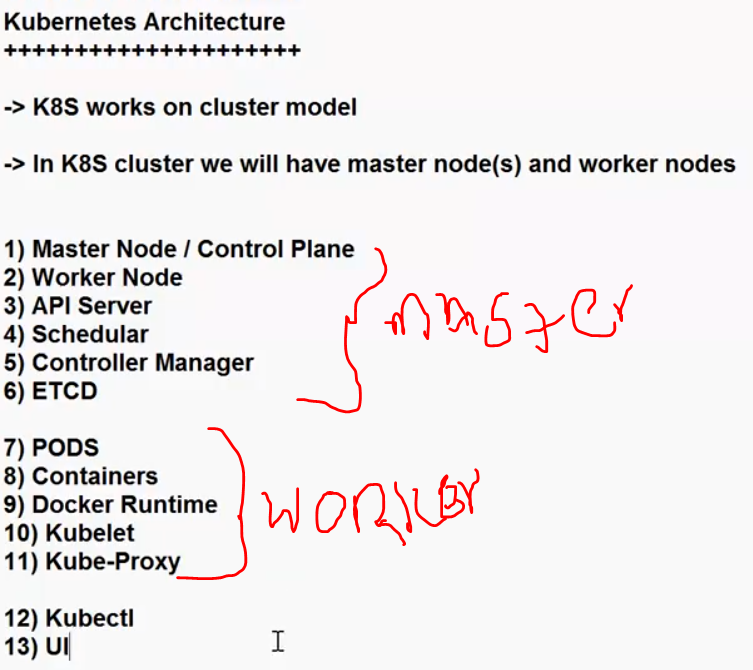 Kubernetes Architecture
+++++++++++++++++++++
-> K8S works on cluster model
-> In K8S cluster we will have master node(s) and worker nodes
1) Master Node / Control Plane
2) Worker Node
3) API Server
4) Schedular
5) Controller Manager
6) ETCD
master
7) PODS
8) Containers
9) Docker Runtime
10) Kubelet
11) Kube-Proxy
WORKER
12) Kubectl
13) UI